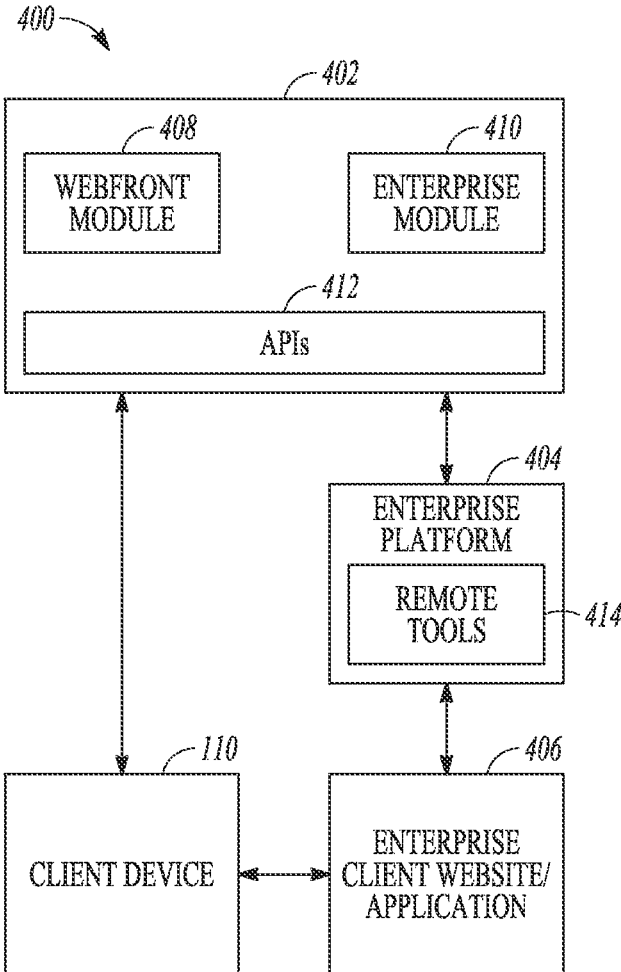 400
402
408
410
WEBFRONT
MODULE
ENTERPRISE
MODULE
412
APIs
404
ENTERPRISE
PLATFORM
REMOTE
TOOLS
414
110
406
CLIENT DEVICE
ENTERPRISE
CLIENT WEBSITE/
APPLICATION